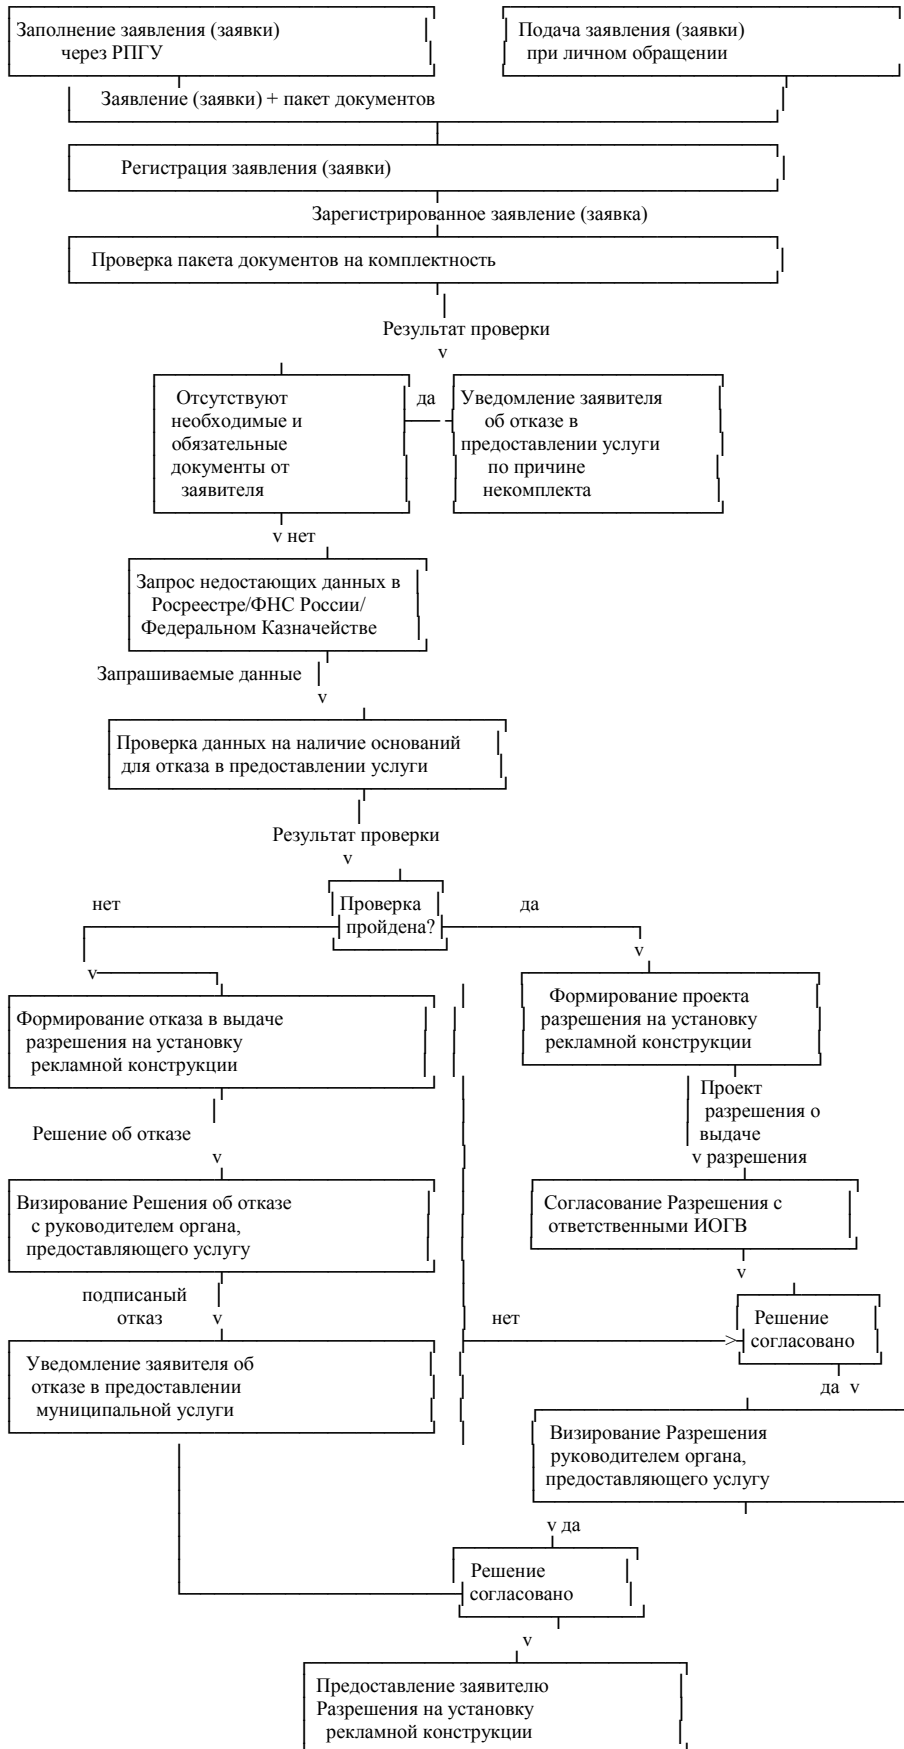 Заполнение заявления (заявки)
через РПГУ
Подача заявления (заявки)
при личном обращении
Заявление (заявки) + пакет документов
Регистрация заявления (заявки)
Зарегистрированное заявление (заявка)
Проверка пакета документов на комплектность
Результат проверки
v
Отсутствуют
необходимые и
обязательные
документы от
заявителя
да
Уведомление заявителя
об отказе в
предоставлении услуги
по причине
некомплекта
v нет
Запрос недостающих данных в
Росреестре/ФНС России/
Федеральном Казначействе
Запрашиваемые данные
v
Проверка данных на наличие оснований
для отказа в предоставлении услуги
Результат проверки
v
нет
Проверка
пройдена?
да
v
v
Формирование отказа в выдаче
разрешения на установку
рекламной конструкции
Формирование проекта
разрешения на установку
рекламной конструкции
Решение об отказе
v
Проект
разрешения о
выдаче
v разрешения
Визирование Решения об отказе
с руководителем органа,
предоставляющего услугу
Согласование Разрешения с
ответственными ИОГВ
v
подписаный
отказ v
нет
>
Решение
согласовано
да v
Уведомление заявителя об
отказе в предоставлении
муниципальной услуги
Визирование Разрешения
руководителем органа,
предоставляющего услугу
v да
Решение
согласовано
v
Предоставление заявителю
Разрешения на установку
рекламной конструкции